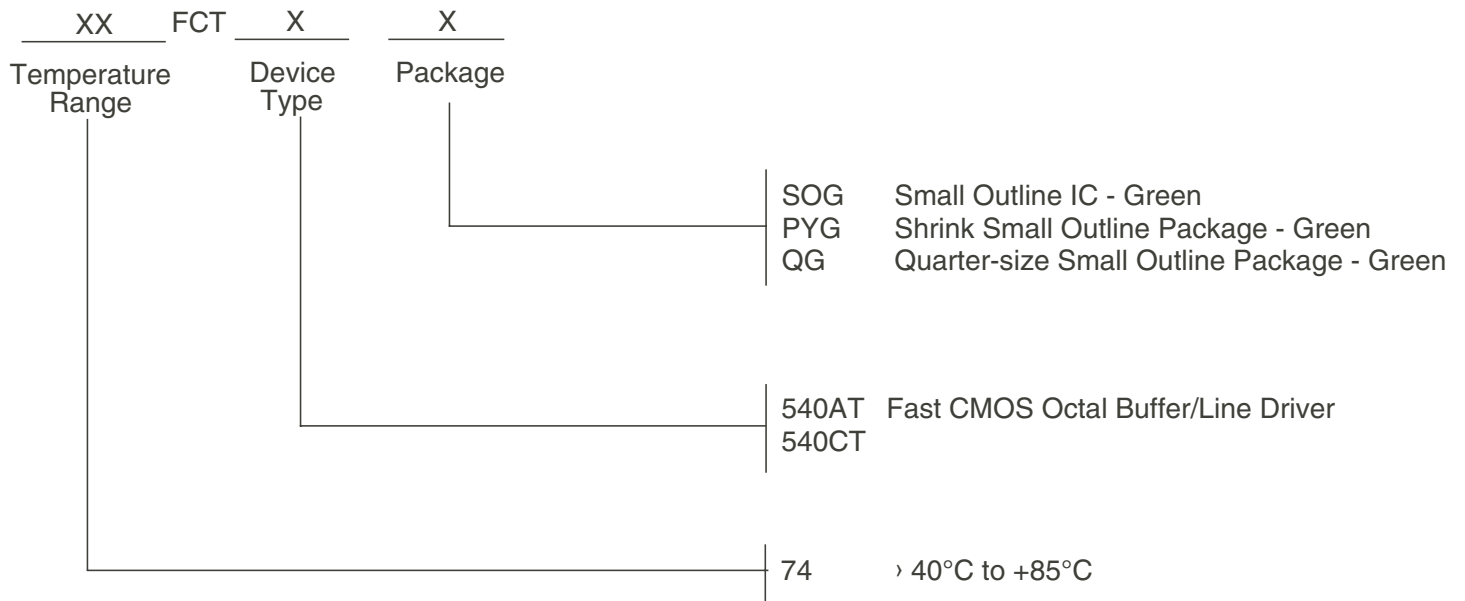 XX FCT X X
Temperature Range
Device Type
Package
SOG Small Outline IC - Green
PYG Shrink Small Outline Package - Green
QG Quarter-size Small Outline Package - Green
540AT Fast CMOS Octal Buffer/Line Driver
540CT
74 › 40°C to +85°C